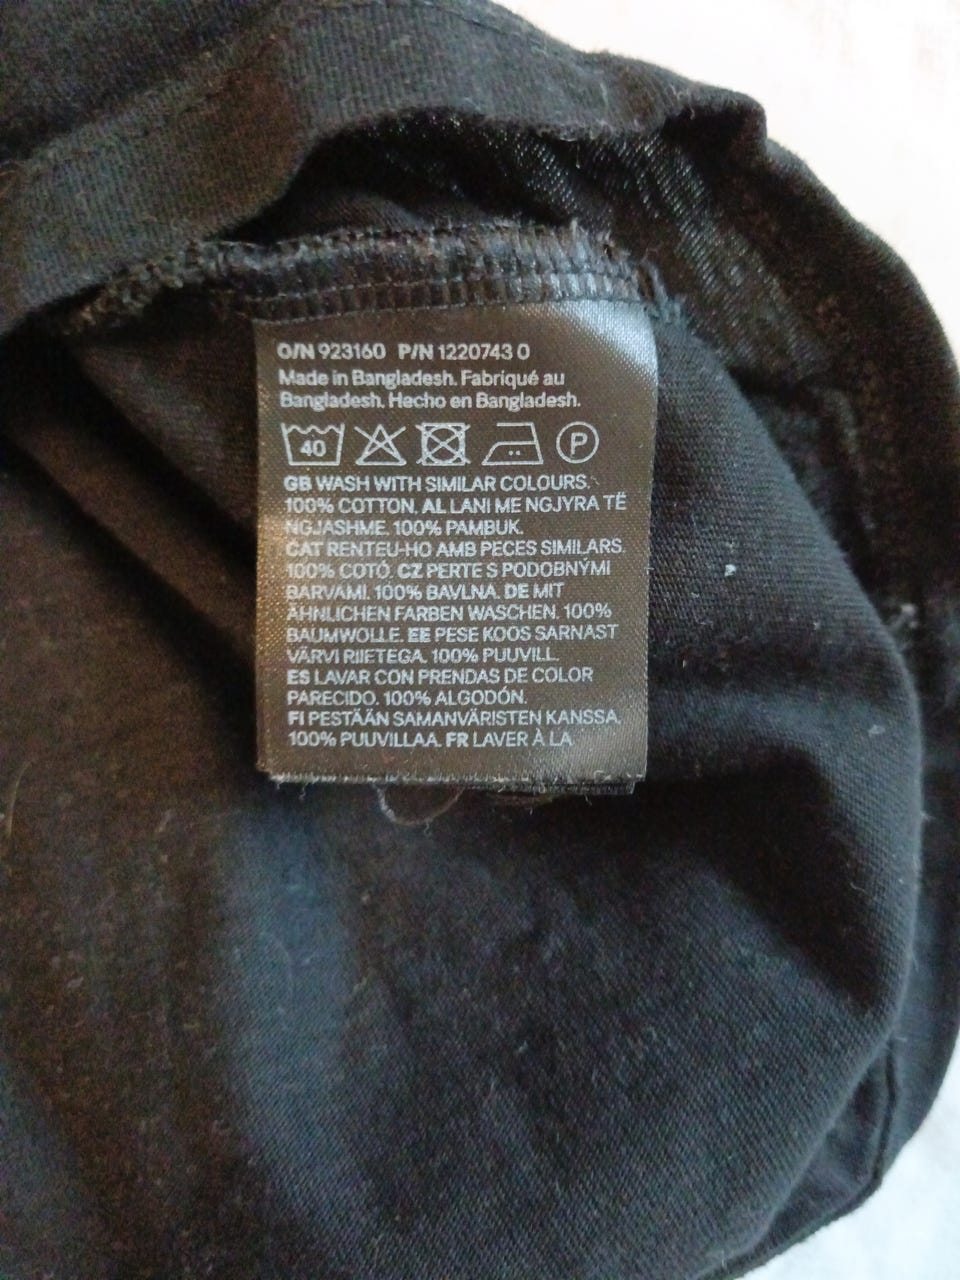 O/N 923160 P/N 1220743 0
Made in Bangladesh. Fabriqué au
Bangladesh. Hecho en Bangladesh.
40 P
GB WASH WITH SIMILAR COLOURS.
100% COTTON. AL LANI ME NGJYRA TË
NGJASHME. 100% PAMBUK.
CAT RENTEU-HO AMB PECES SIMILARS.
100% COTÓ. CZ PERTE S PODOBNÝMI
BARVAMI. 100% BAVLNA. DE MIT
ÄHNLICHEN FARBEN WASCHEN. 100%
BAUMWOLLE. EE PESE KOOS SARNAST
VÄRVI RIIETEGA. 100% PUUVILL.
ES LAVAR CON PRENDAS DE COLOR
PARECIDO. 100% ALGODÓN.
FI PESTÄÄN SAMANVÄRISTEN KANSSA.
100% PUUVILLAA. FR LAVER À LA